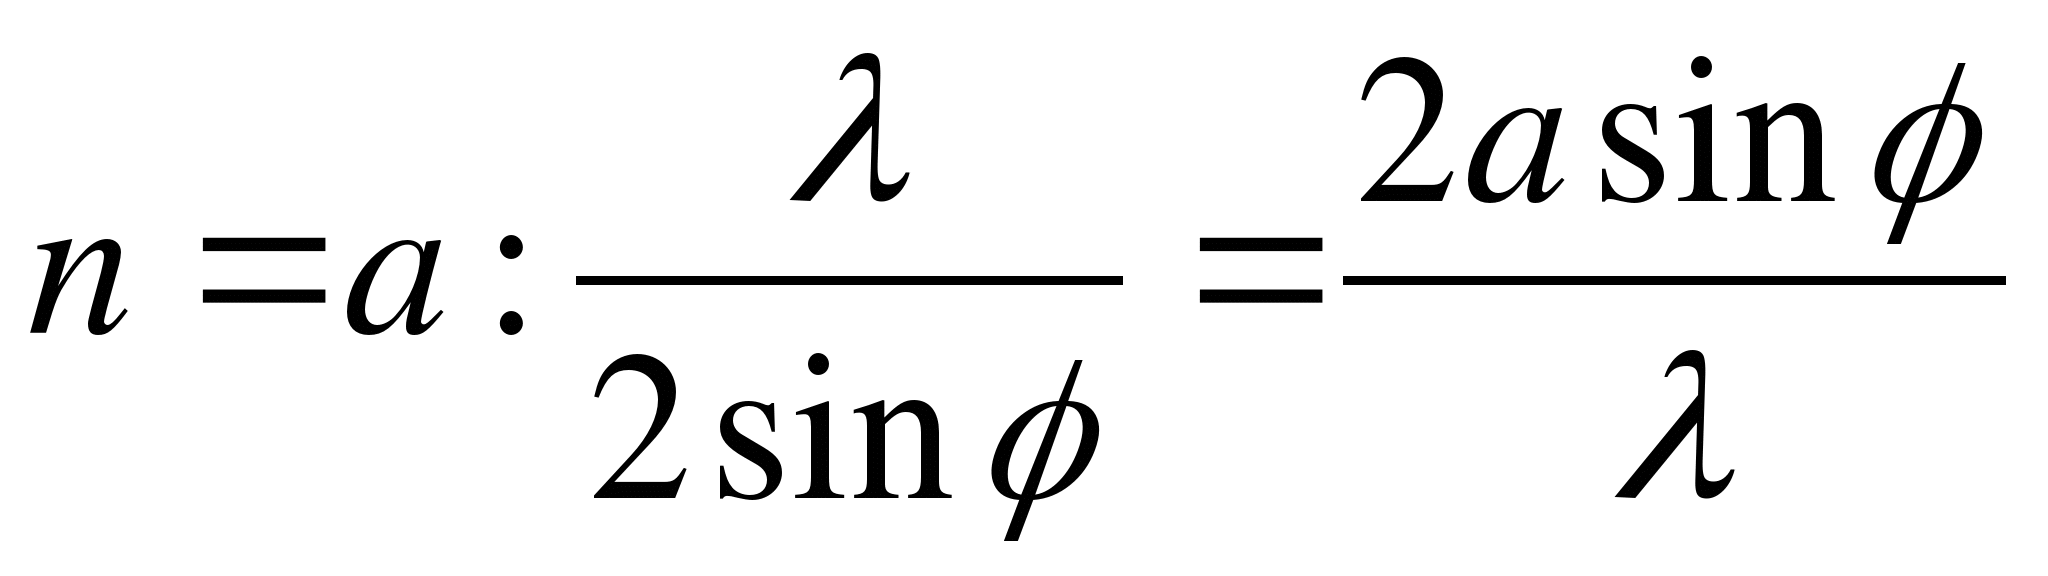 n = a : λ / (2 sin ϕ) = (2a sin ϕ) / λ